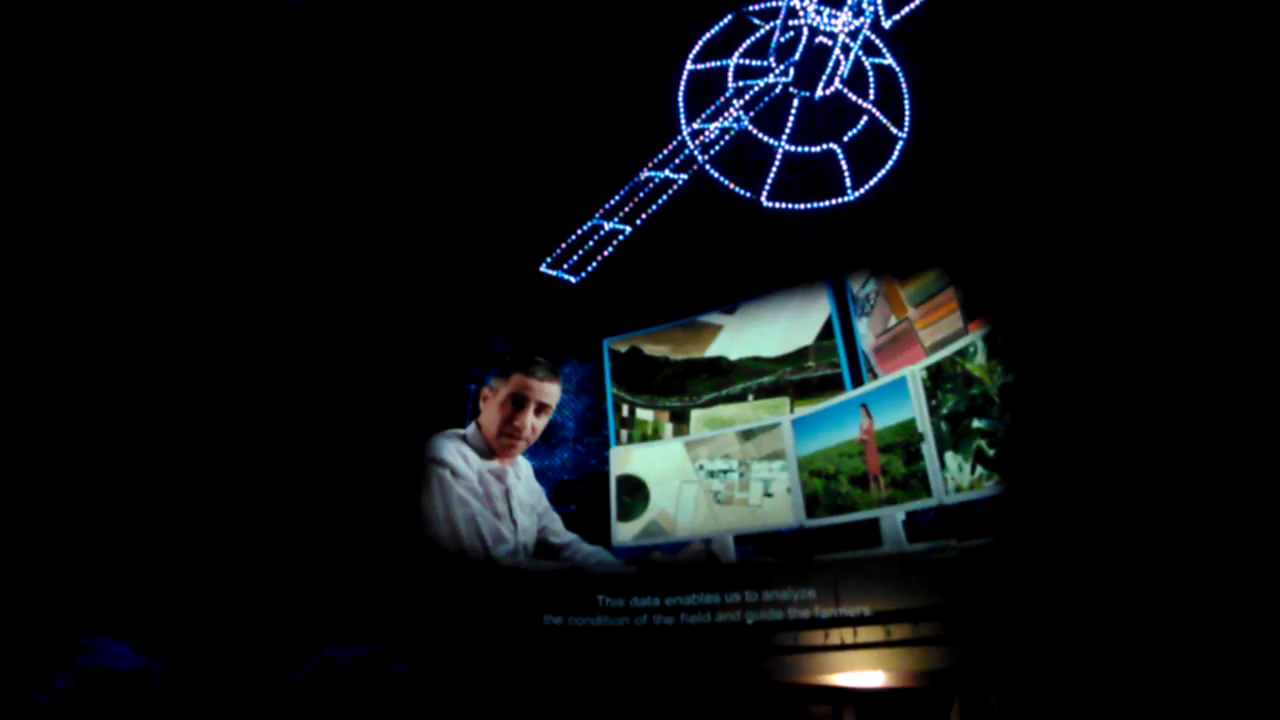 This data enables us to analyze
the condition of the field and guide the farmers.